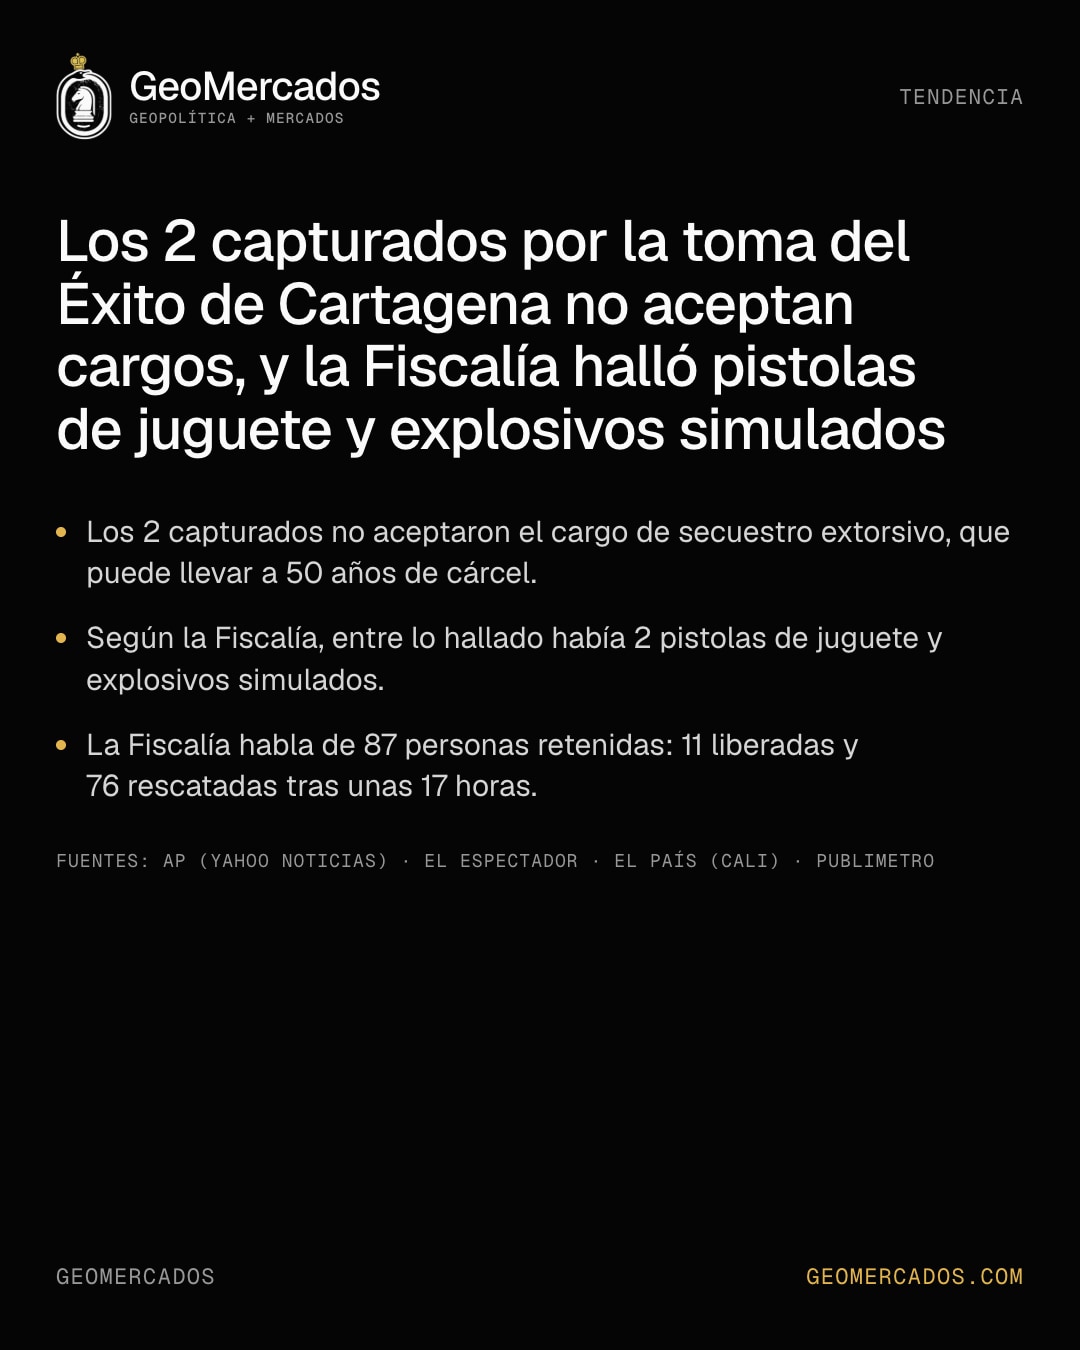 GeoMercados
GEOPOLÍTICA + MERCADOS
TENDENCIA
Los 2 capturados por la toma del
Éxito de Cartagena no aceptan
cargos, y la Fiscalía halló pistolas
de juguete y explosivos simulados
• Los 2 capturados no aceptaron el cargo de secuestro extorsivo, que
puede llevar a 50 años de cárcel.
• Según la Fiscalía, entre lo hallado había 2 pistolas de juguete y
explosivos simulados.
• La Fiscalía habla de 87 personas retenidas: 11 liberadas y
76 rescatadas tras unas 17 horas.
FUENTES: AP (YAHOO NOTICIAS) · EL ESPECTADOR · EL PAÍS (CALI) · PUBLIMETRO
GEOMERCADOS
GEOMERCADOS.COM